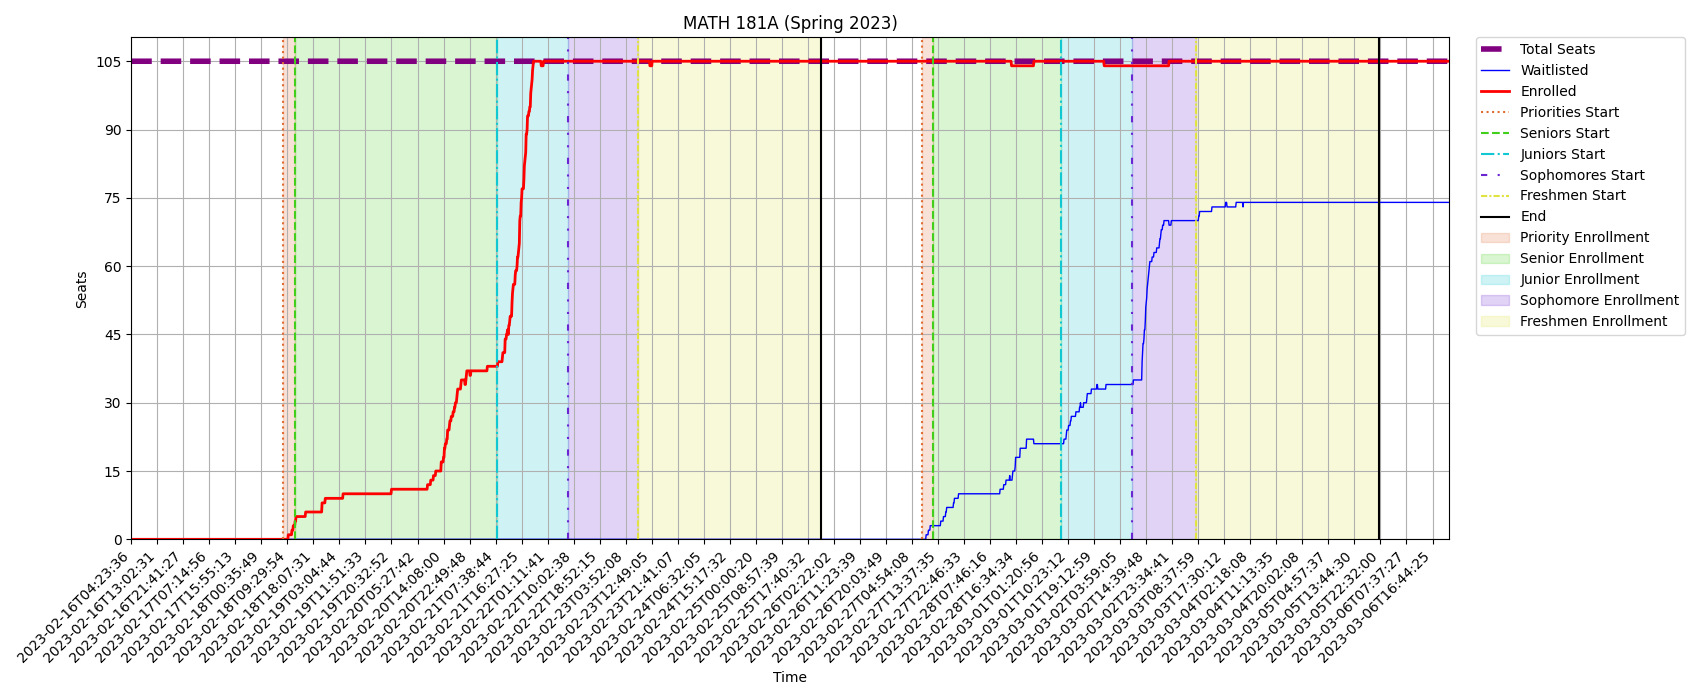 MATH 181A (Spring 2023)
Seats
105
90
75
60
45
30
15
0
2023-02-16T04:23:36
2023-02-16T13:02:31
2023-02-16T21:41:27
2023-02-17T07:14:56
2023-02-17T15:55:13
2023-02-18T00:35:49
2023-02-18T09:29:54
2023-02-18T18:07:31
2023-02-19T03:04:44
2023-02-19T11:51:33
2023-02-19T20:32:52
2023-02-20T05:27:42
2023-02-20T14:08:00
2023-02-20T22:49:48
2023-02-21T07:38:44
2023-02-21T16:27:25
2023-02-22T01:11:41
2023-02-22T10:02:38
2023-02-22T18:52:15
2023-02-23T03:52:08
2023-02-23T12:49:05
2023-02-23T21:41:07
2023-02-24T06:32:05
2023-02-24T15:17:32
2023-02-25T00:00:20
2023-02-25T08:57:39
2023-02-25T17:40:32
2023-02-26T02:22:02
2023-02-26T11:23:39
2023-02-26T20:03:49
2023-02-27T04:54:08
2023-02-27T13:37:35
2023-02-27T22:46:33
2023-02-28T07:46:16
2023-02-28T16:34:34
2023-03-01T01:20:56
2023-03-01T10:23:12
2023-03-01T19:12:59
2023-03-02T03:59:05
2023-03-02T14:39:48
2023-03-02T23:34:41
2023-03-03T08:37:59
2023-03-03T17:30:12
2023-03-04T02:18:08
2023-03-04T11:13:35
2023-03-04T20:02:08
2023-03-05T04:57:37
2023-03-05T13:44:30
2023-03-05T22:32:00
2023-03-06T07:37:27
2023-03-06T16:44:25
Time
Total Seats
Waitlisted
Enrolled
Priorities Start
Seniors Start
Juniors Start
Sophomores Start
Freshmen Start
End
Priority Enrollment
Senior Enrollment
Junior Enrollment
Sophomore Enrollment
Freshmen Enrollment